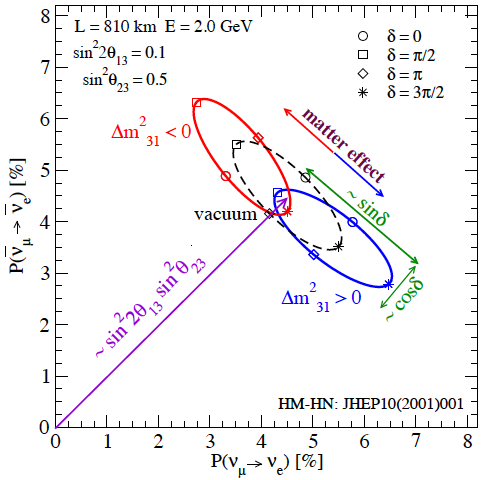 L = 810 km  E = 2.0 GeV
sin²2θ₁₃ = 0.1
sin²θ₂₃ = 0.5
δ = 0
δ = π/2
δ = π
δ = 3π/2
Δm²₃₁ < 0
matter effect
~ sinδ
vacuum
~ cosδ
Δm²₃₁ > 0
~ sin²2θ₁₃ sin²θ₂₃
HM-HN: JHEP10(2001)001
8
7
6
5
4
3
2
1
0
0 1 2 3 4 5 6 7 8
P(ν̄μ→ ν̄e) [%]
P(νμ→ νe) [%]